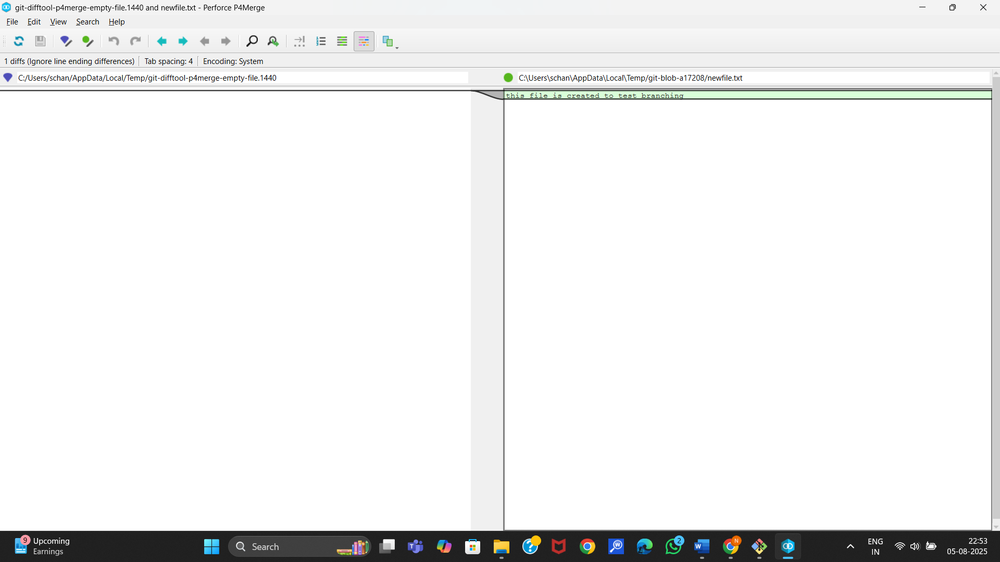 git-difftool-p4merge-empty-file.1440 and newfile.txt - Perforce P4Merge
File Edit View Search Help
1 diffs (Ignore line ending differences) Tab spacing: 4 Encoding: System
C:/Users/schan/AppData/Local/Temp/git-difftool-p4merge-empty-file.1440
C:\Users\schan\AppData\Local\Temp/git-blob-a17208/newfile.txt
this file is created to test branching
9 Upcoming
Earnings
Search
2
N
ENG
IN
22:53
05-08-2025